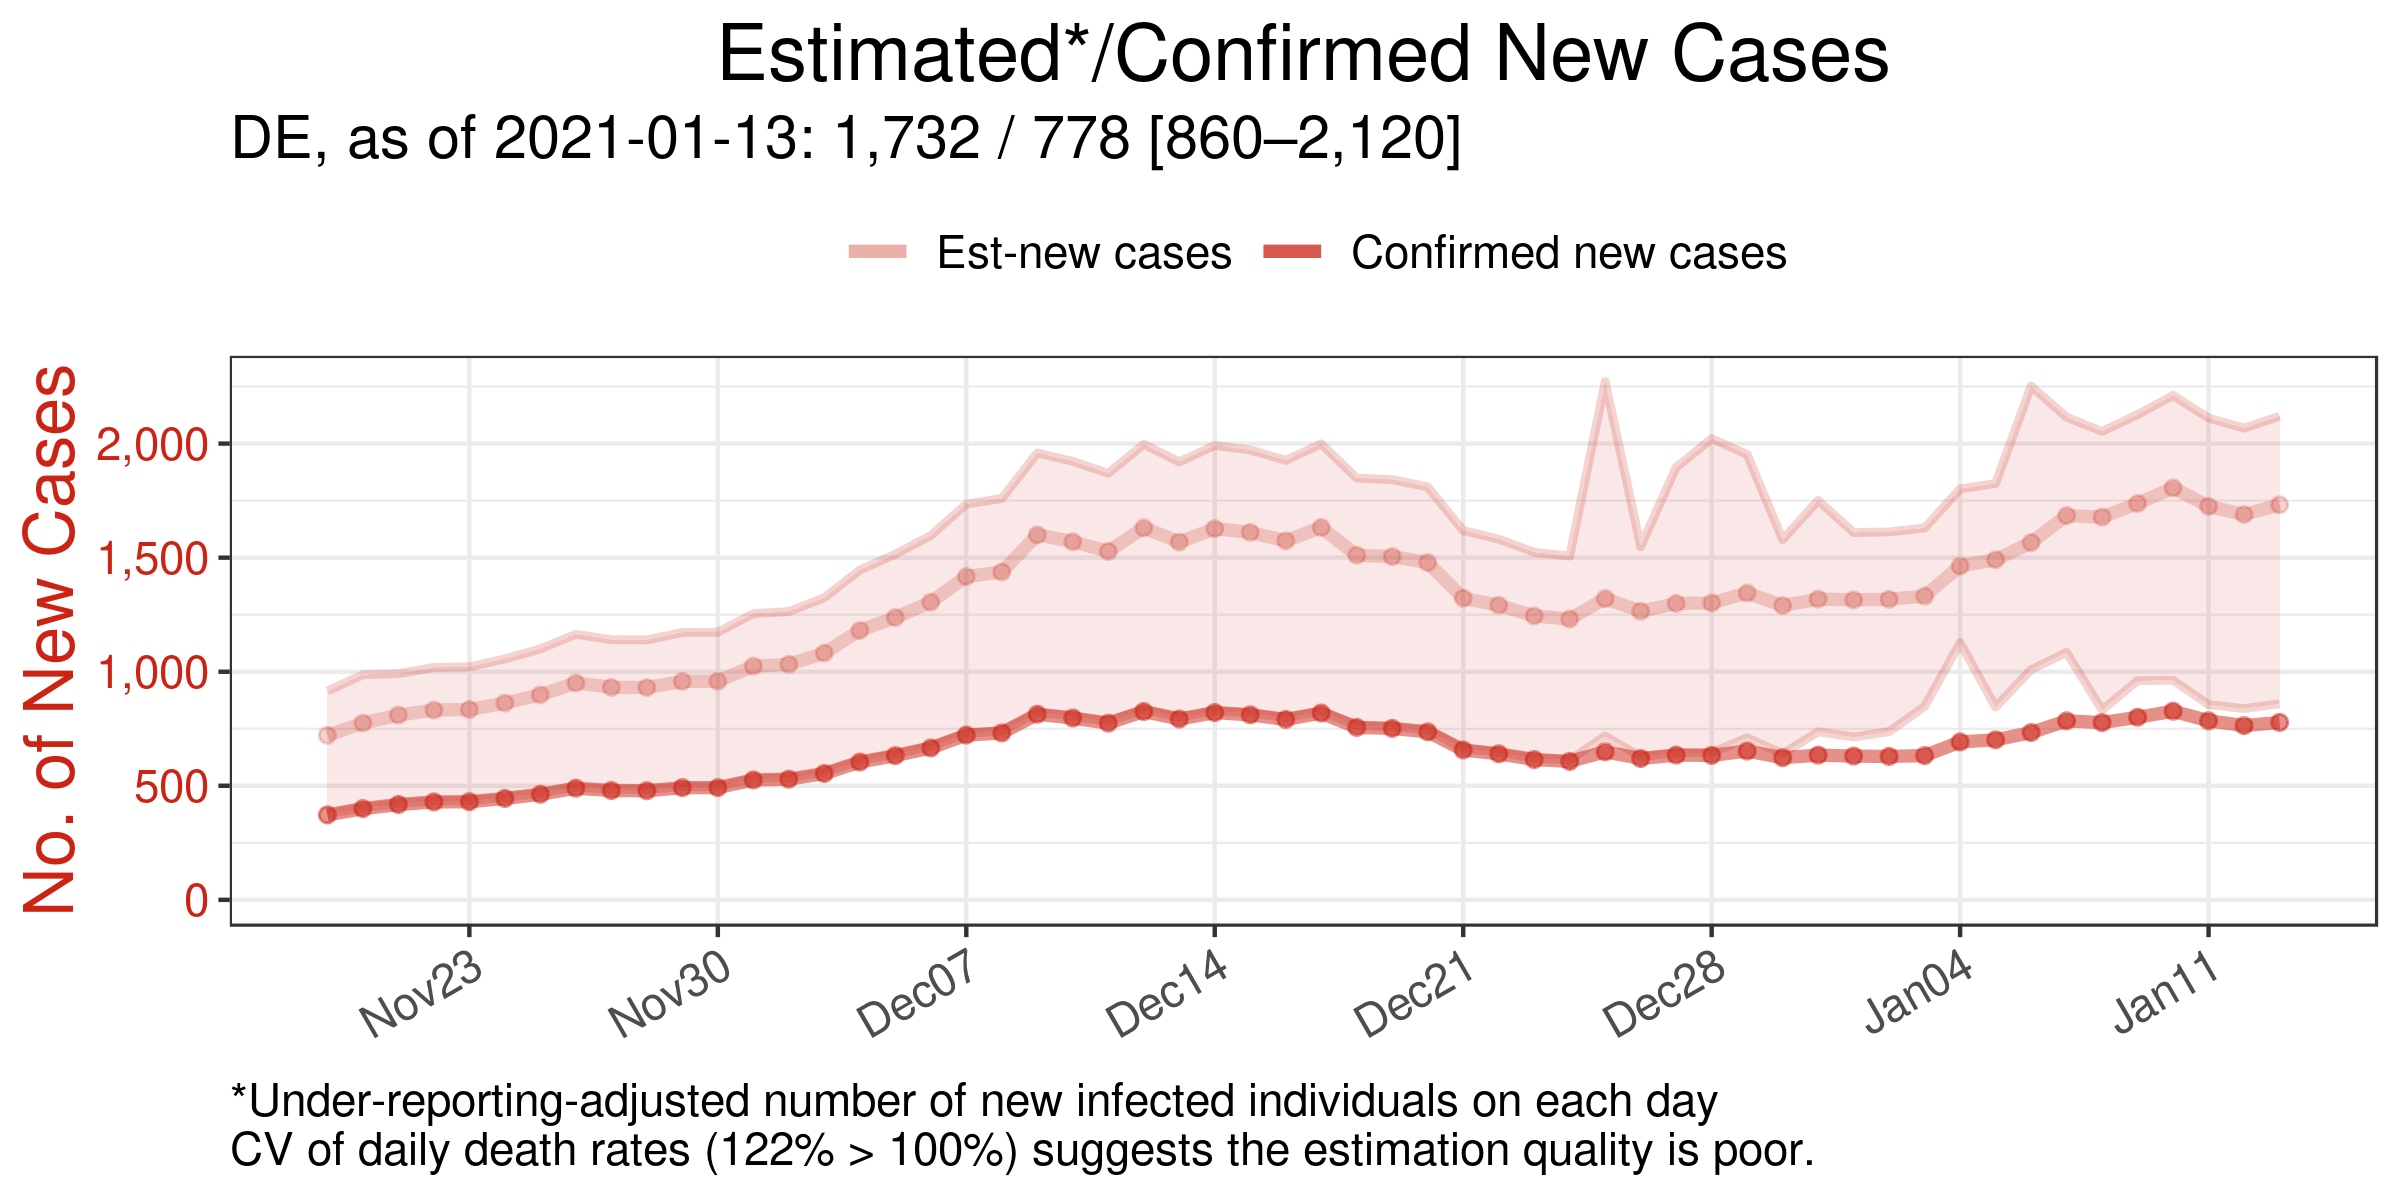 Estimated*/Confirmed New Cases
DE, as of 2021-01-13: 1,732 / 778 [860–2,120]
Est-new cases Confirmed new cases
No. of New Cases
2,000
1,500
1,000
500
0
Nov23 Nov30 Dec07 Dec14 Dec21 Dec28 Jan04 Jan11
*Under-reporting-adjusted number of new infected individuals on each day
CV of daily death rates (122% > 100%) suggests the estimation quality is poor.